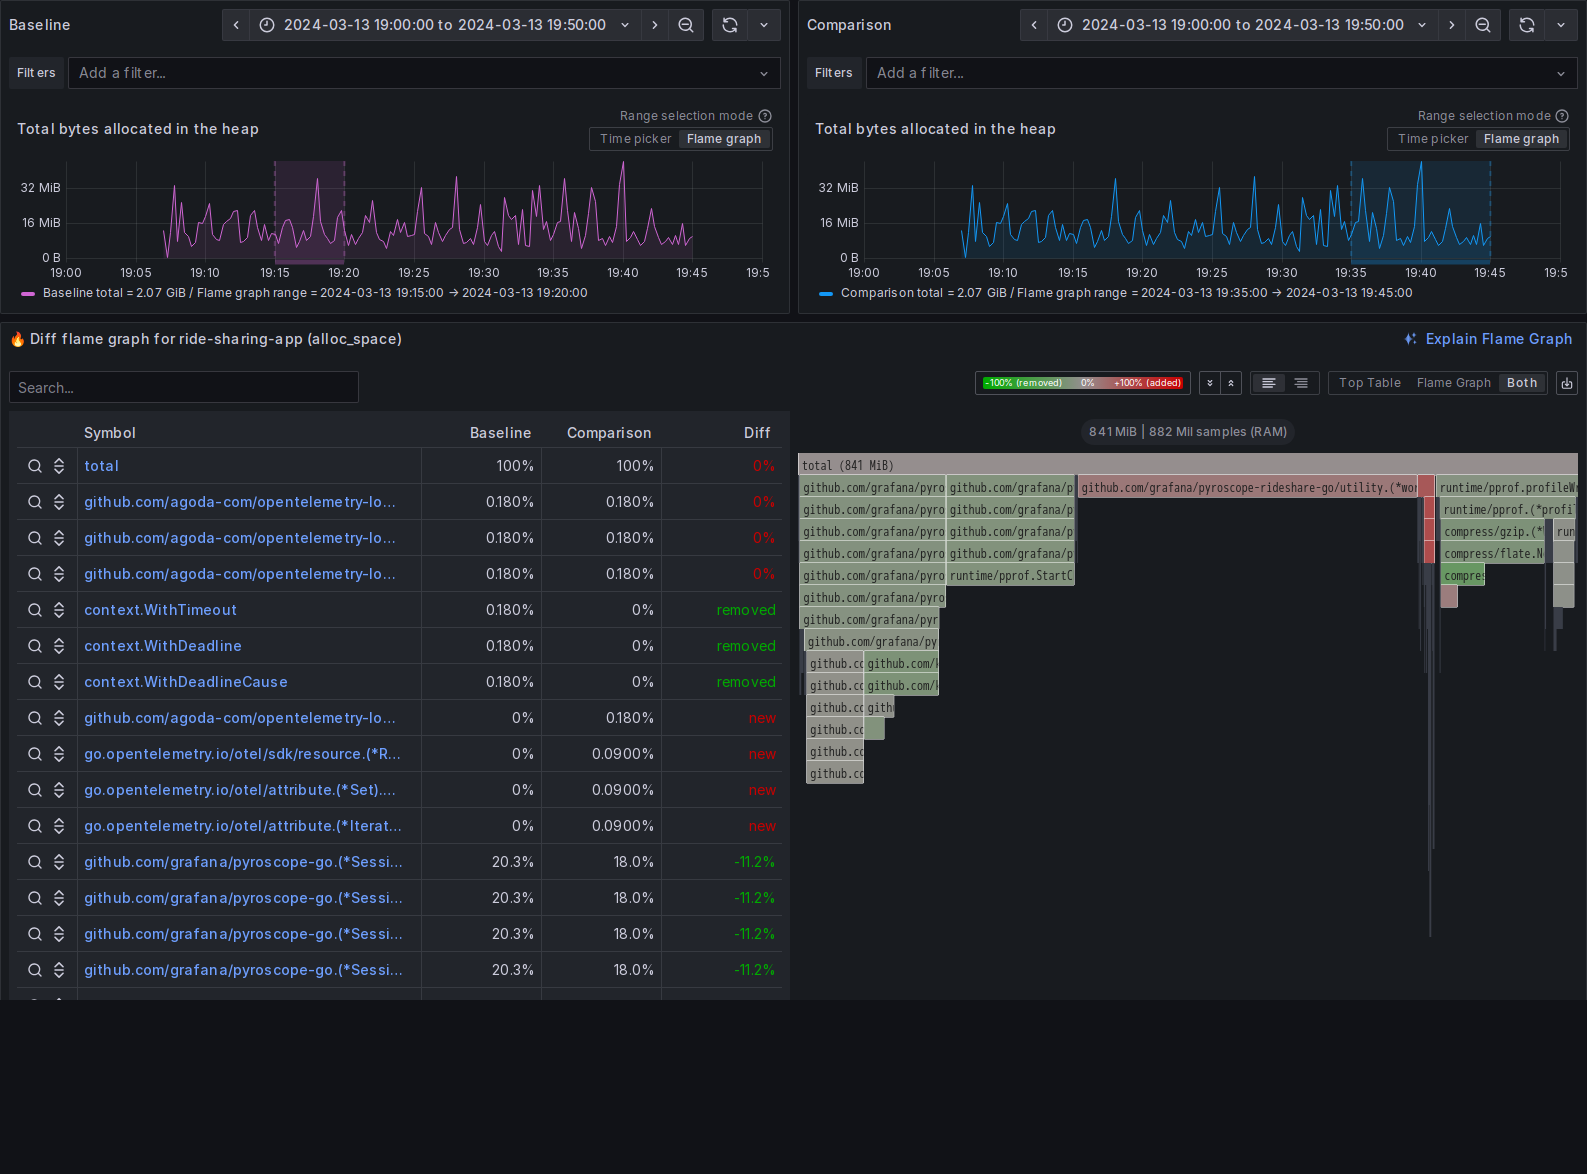 Baseline
2024-03-13 19:00:00 to 2024-03-13 19:50:00
Filters
Add a filter...
Total bytes allocated in the heap
Range selection mode
Time picker
Flame graph
32 MiB
16 MiB
0 B
19:00 19:05 19:10 19:15 19:20 19:25 19:30 19:35 19:40 19:45 19:5
Baseline total = 2.07 GiB / Flame graph range = 2024-03-13 19:15:00 → 2024-03-13 19:20:00
Comparison
2024-03-13 19:00:00 to 2024-03-13 19:50:00
Filters
Add a filter...
Total bytes allocated in the heap
Range selection mode
Time picker
Flame graph
32 MiB
16 MiB
0 B
19:00 19:05 19:10 19:15 19:20 19:25 19:30 19:35 19:40 19:45 19:5
Comparison total = 2.07 GiB / Flame graph range = 2024-03-13 19:35:00 → 2024-03-13 19:45:00
🔥 Diff flame graph for ride-sharing-app (alloc_space)
Explain Flame Graph
Search...
-100% (removed) 0% +100% (added)
Top Table Flame Graph Both
Symbol Baseline Comparison Diff
total 100% 100% 0%
github.com/agoda-com/opentelemetry-lo... 0.180% 0.180% 0%
github.com/agoda-com/opentelemetry-lo... 0.180% 0.180% 0%
github.com/agoda-com/opentelemetry-lo... 0.180% 0.180% 0%
context.WithTimeout 0.180% 0% removed
context.WithDeadline 0.180% 0% removed
context.WithDeadlineCause 0.180% 0% removed
github.com/agoda-com/opentelemetry-lo... 0% 0.180% new
go.opentelemetry.io/otel/sdk/resource.(*R... 0% 0.0900% new
go.opentelemetry.io/otel/attribute.(*Set).... 0% 0.0900% new
go.opentelemetry.io/otel/attribute.(*Iterat... 0% 0.0900% new
github.com/grafana/pyroscope-go.(*Sessi... 20.3% 18.0% -11.2%
github.com/grafana/pyroscope-go.(*Sessi... 20.3% 18.0% -11.2%
github.com/grafana/pyroscope-go.(*Sessi... 20.3% 18.0% -11.2%
github.com/grafana/pyroscope-go.(*Sessi... 20.3% 18.0% -11.2%
841 MiB | 882 Mil samples (RAM)
total (841 MiB)
github.com/grafana/pyro github.com/grafana/p github.com/grafana/pyroscope-rideshare-go/utility.(*wor runtime/pprof.profileW
github.com/grafana/pyro github.com/grafana/p runtime/pprof.(*profi
github.com/grafana/pyro github.com/grafana/p compress/gzip.(* run
github.com/grafana/pyro github.com/grafana/p compress/flate.N
github.com/grafana/pyro runtime/pprof.StartC compres
github.com/grafana/pyro
github.com/grafana/pyr
github.com/grafana/py
github.co github.com/k
github.co github.com/k
github.co githu
github.co
github.co
github.co